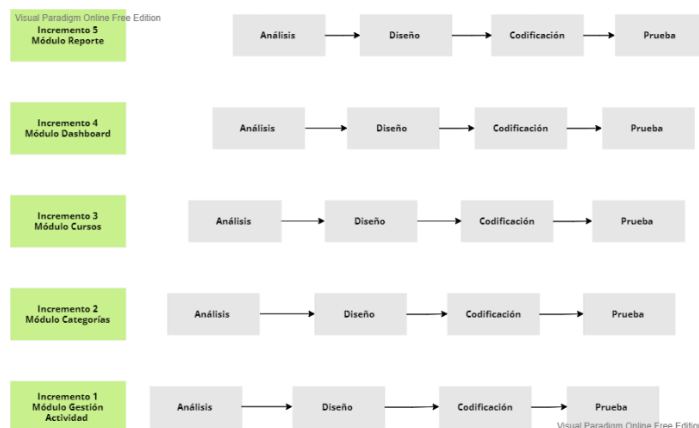 Visual Paradigm Online Free Edition
Incremento 5
Módulo Reporte
Análisis
Diseño
Codificación
Prueba
Incremento 4
Módulo Dashboard
Análisis
Diseño
Codificación
Prueba
Incremento 3
Módulo Cursos
Análisis
Diseño
Codificación
Prueba
Incremento 2
Módulo Categorías
Análisis
Diseño
Codificación
Prueba
Incremento 1
Módulo Gestión
Actividad
Análisis
Diseño
Codificación
Prueba
Visual Paradigm Online Free Edition